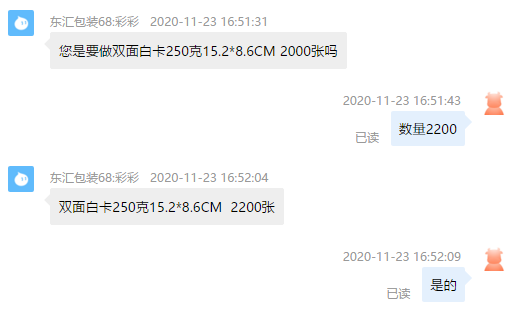 东汇包装68:彩彩 2020-11-23 16:51:31
您是要做双面白卡250克15.2*8.6CM 2000张吗
2020-11-23 16:51:43
数量2200
已读
东汇包装68:彩彩 2020-11-23 16:52:04
双面白卡250克15.2*8.6CM  2200张
2020-11-23 16:52:09
是的
已读